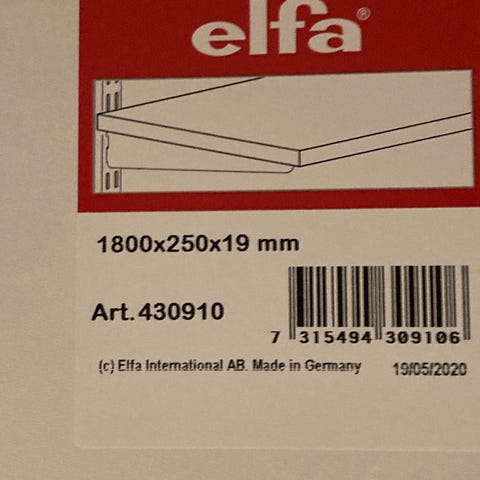 elfa®
1800x250x19 mm
Art. 430910
7 315494 309106
(c) Elfa International AB. Made in Germany
19/05/2020